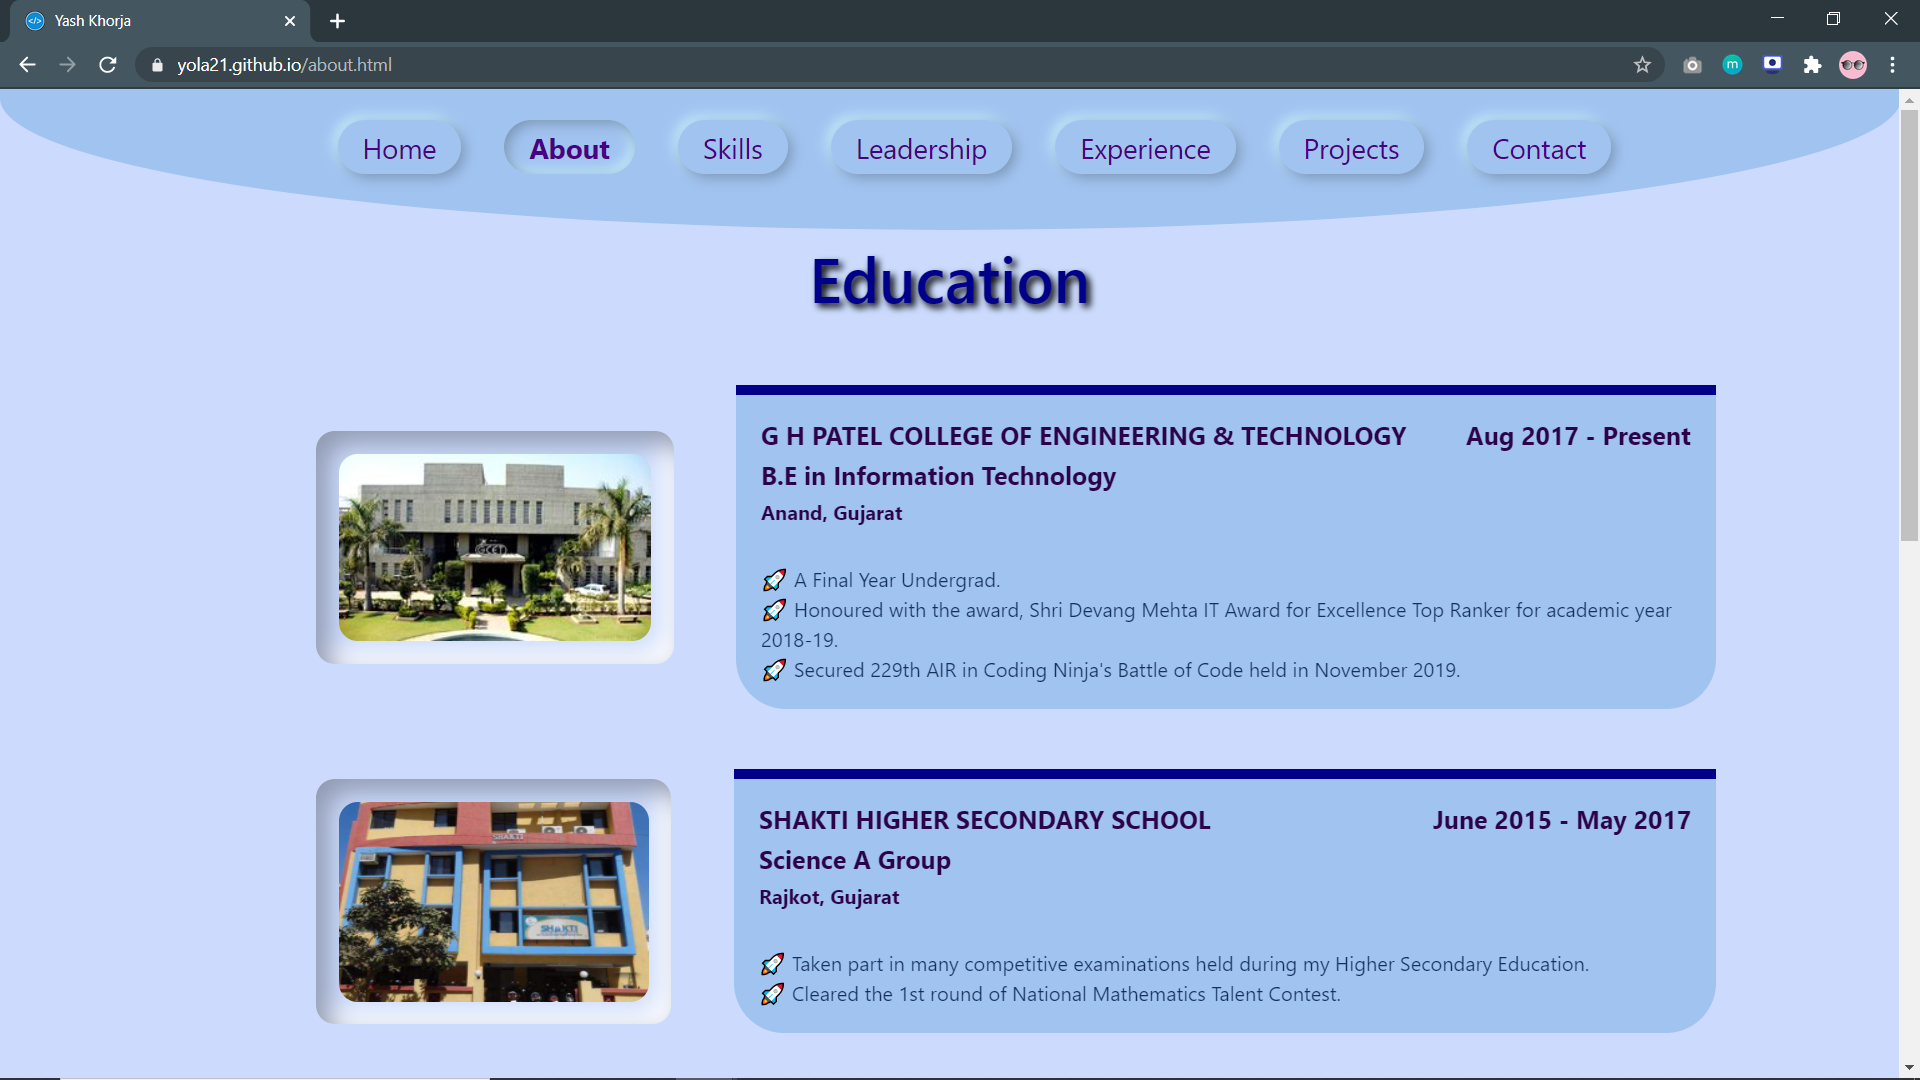 Yash Khorja
yola21.github.io/about.html
m
Home
About
Skills
Leadership
Experience
Projects
Contact
Education
G H PATEL COLLEGE OF ENGINEERING & TECHNOLOGY
Aug 2017 - Present
B.E in Information Technology
Anand, Gujarat
GCET
🚀 A Final Year Undergrad.
🚀 Honoured with the award, Shri Devang Mehta IT Award for Excellence Top Ranker for academic year
2018-19.
🚀 Secured 229th AIR in Coding Ninja's Battle of Code held in November 2019.
SHAKTI HIGHER SECONDARY SCHOOL
June 2015 - May 2017
Science A Group
Rajkot, Gujarat
SHAKTI
SHAKTI
🚀 Taken part in many competitive examinations held during my Higher Secondary Education.
🚀 Cleared the 1st round of National Mathematics Talent Contest.